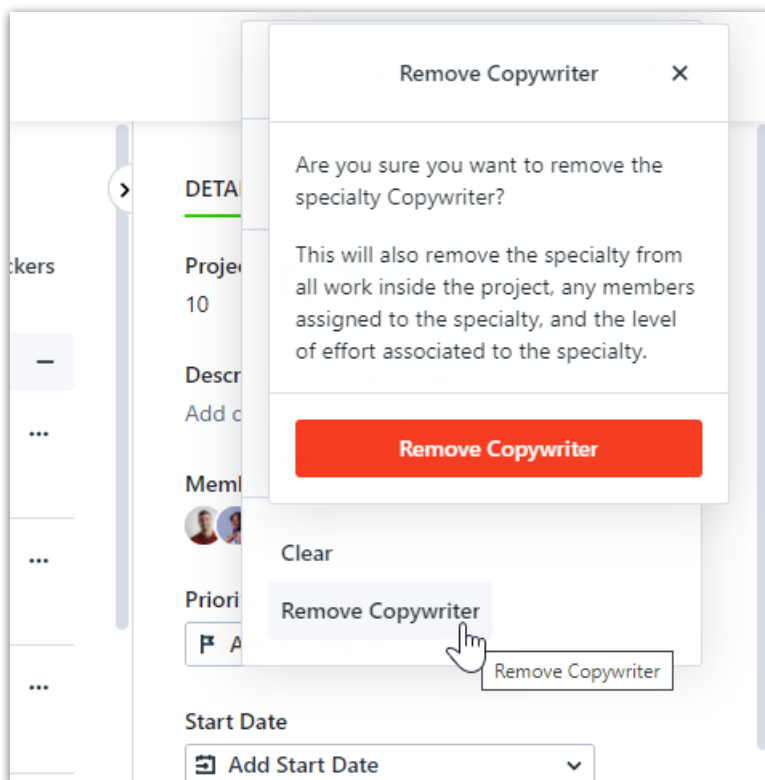 Remove Copywriter
Are you sure you want to remove the
specialty Copywriter?
This will also remove the specialty from
all work inside the project, any members
assigned to the specialty, and the level
of effort associated to the specialty.
Remove Copywriter
Clear
Remove Copywriter
Remove Copywriter
DETA
ckers
Projec
10
Descr
Add c
Priori
A
Start Date
Add Start Date